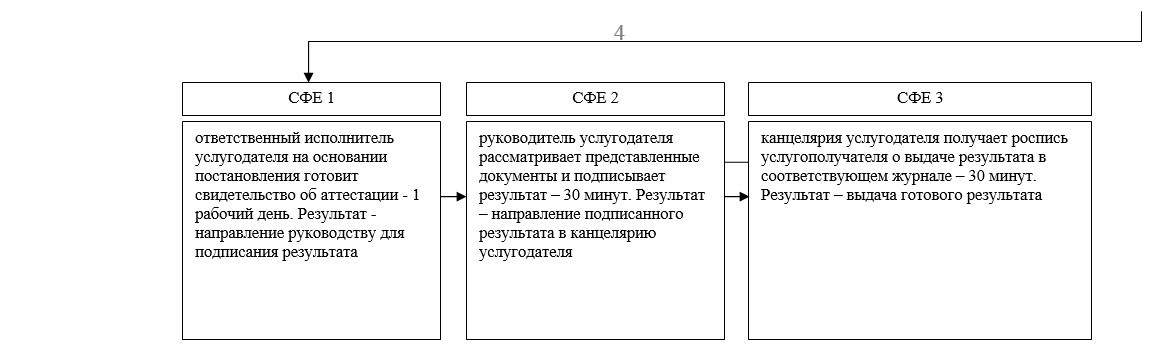 4
СФЕ 1
СФЕ 2
СФЕ 3
ответственный исполнитель
услугодателя на основании
постановления готовит
свидетельство об аттестации - 1
рабочий день. Результат -
направление руководству для
подписания результата
руководитель услугодателя
рассматривает представленные
документы и подписывает
результат – 30 минут. Результат
– направление подписанного
результата в канцелярию
услугодателя
канцелярия услугодателя получает роспись
услугополучателя о выдаче результата в
соответствующем журнале – 30 минут.
Результат – выдача готового результата